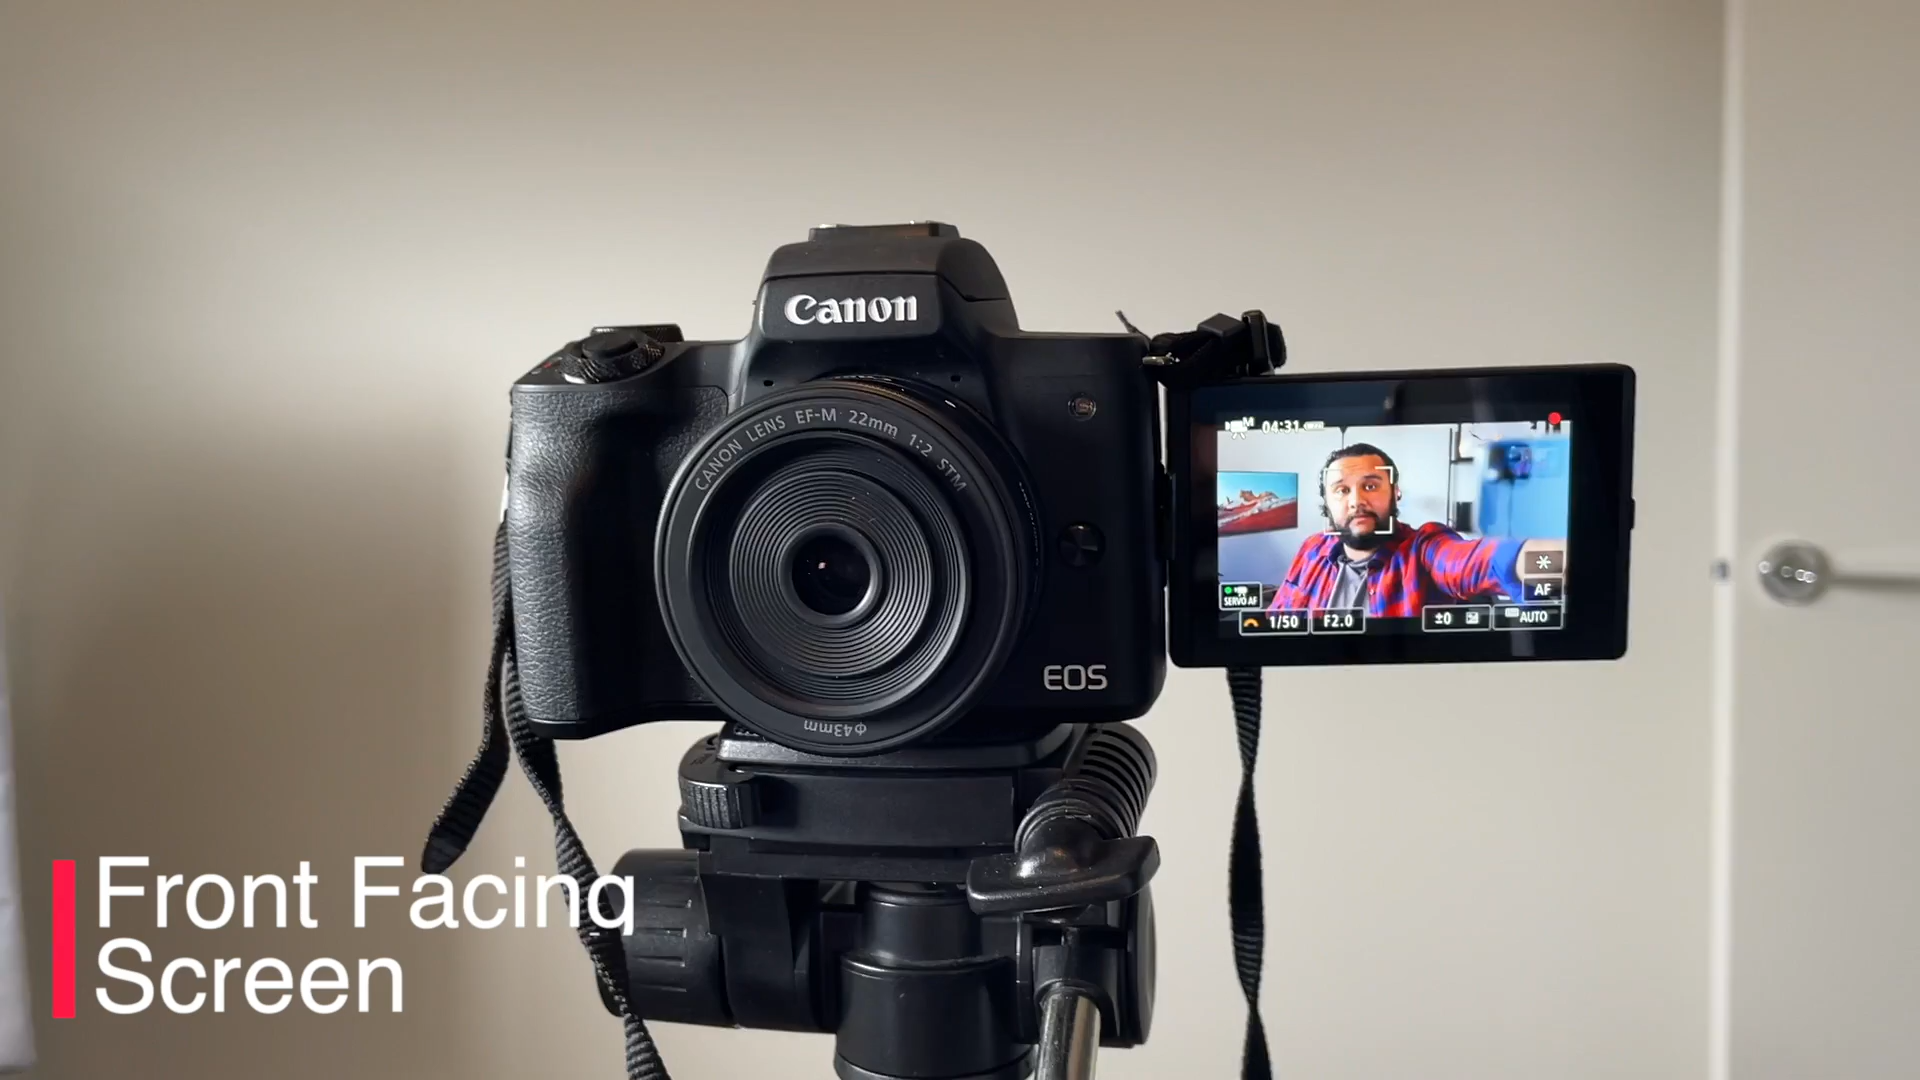 Canon
CANON LENS EF-M 22mm 1:2 STM
φ43mm
EOS
M 04:31
SERVO AF
AF
1/50 F2.0 ±0 AUTO
Front Facing
Screen